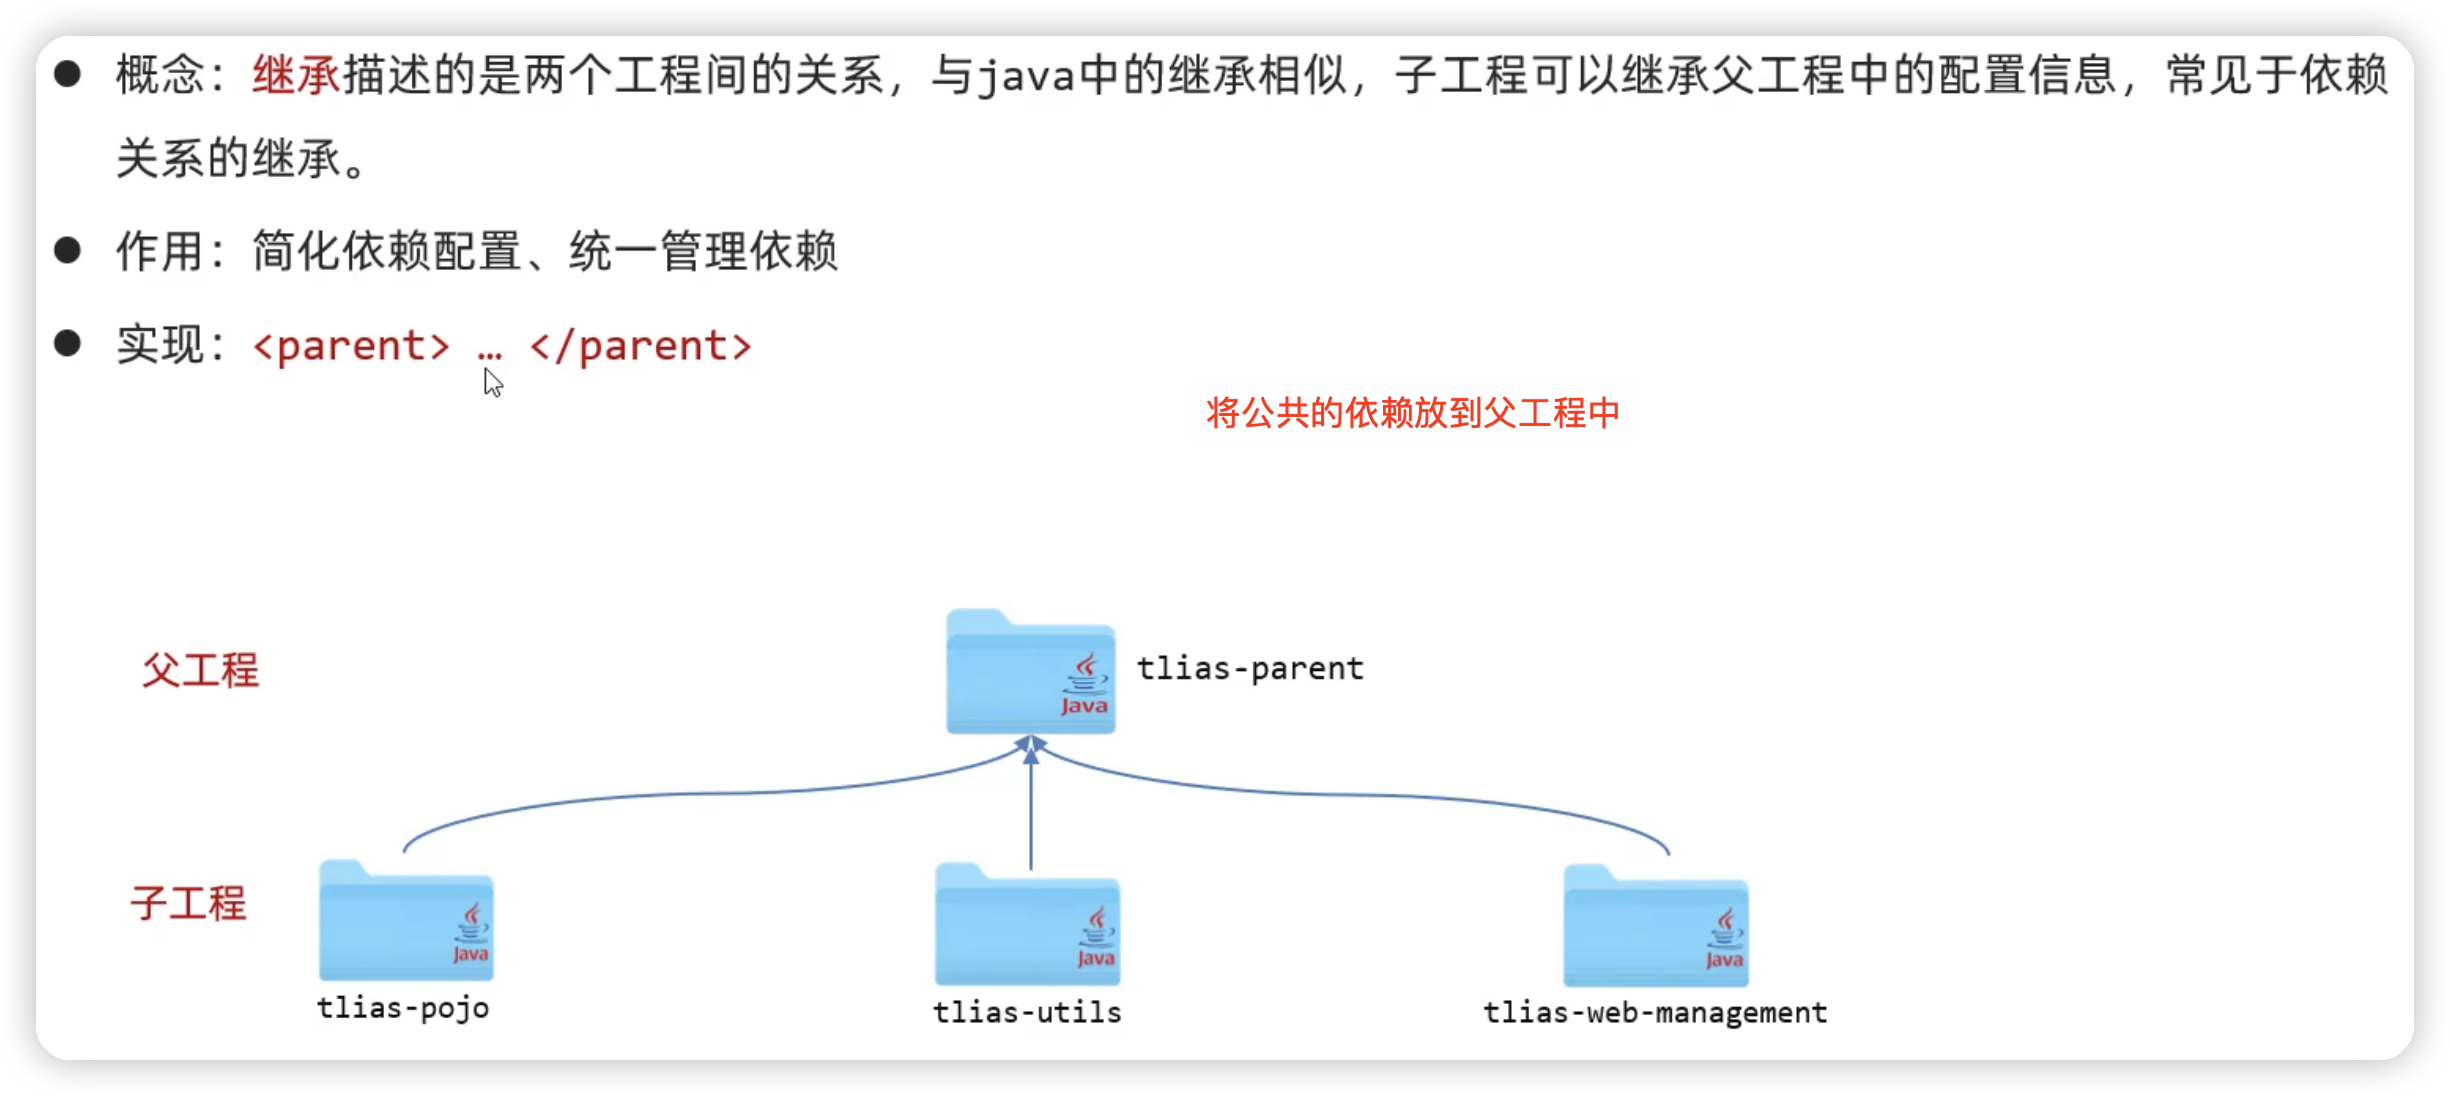 ● 概念：继承描述的是两个工程间的关系，与java中的继承相似，子工程可以继承父工程中的配置信息，常见于依赖
关系的继承。
● 作用：简化依赖配置、统一管理依赖
● 实现：<parent> … </parent>
将公共的依赖放到父工程中
父工程
Java
tlias-parent
子工程
Java
Java
Java
tlias-pojo
tlias-utils
tlias-web-management